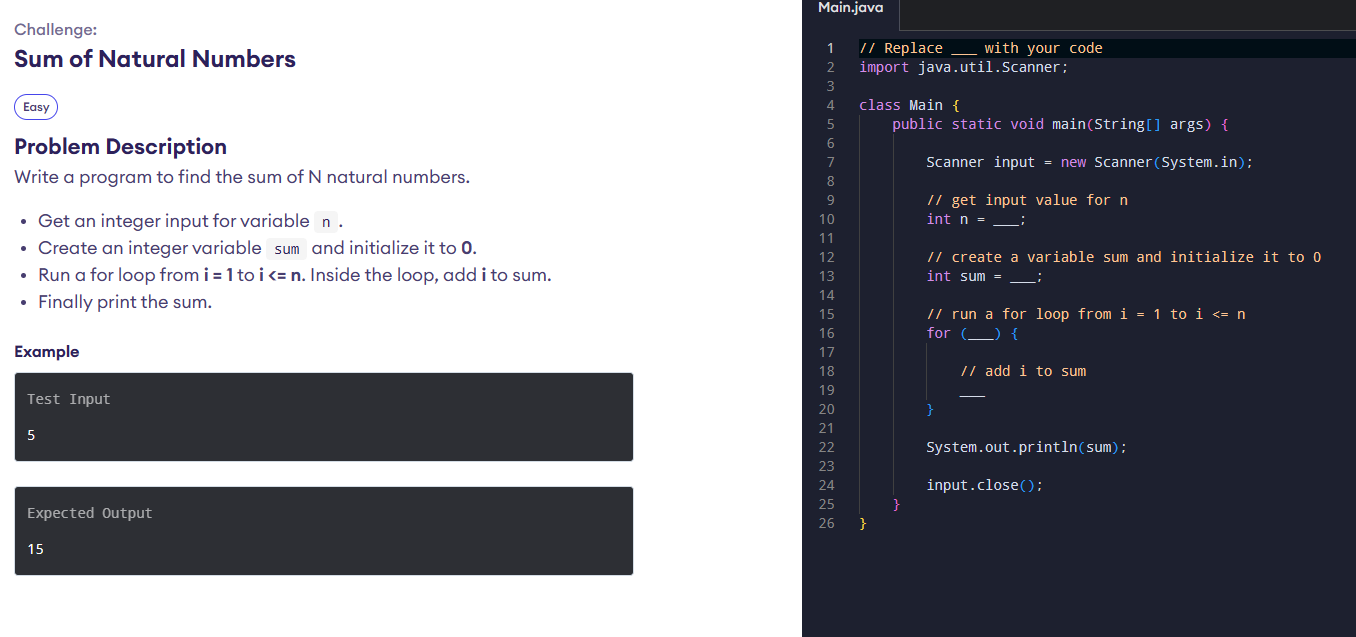 Challenge:
Sum of Natural Numbers
Easy
Problem Description
Write a program to find the sum of N natural numbers.
• Get an integer input for variable n .
• Create an integer variable sum and initialize it to 0.
• Run a for loop from i = 1 to i <= n. Inside the loop, add i to sum.
• Finally print the sum.
Example
Test Input
5
Expected Output
15
Main.java
1 // Replace ___ with your code
2 import java.util.Scanner;
3
4 class Main {
5 public static void main(String[] args) {
6
7 Scanner input = new Scanner(System.in);
8
9 // get input value for n
10 int n = ___;
11
12 // create a variable sum and initialize it to 0
13 int sum = ___;
14
15 // run a for loop from i = 1 to i <= n
16 for (___) {
17
18 // add i to sum
19 ___
20 }
21
22 System.out.println(sum);
23
24 input.close();
25 }
26 }